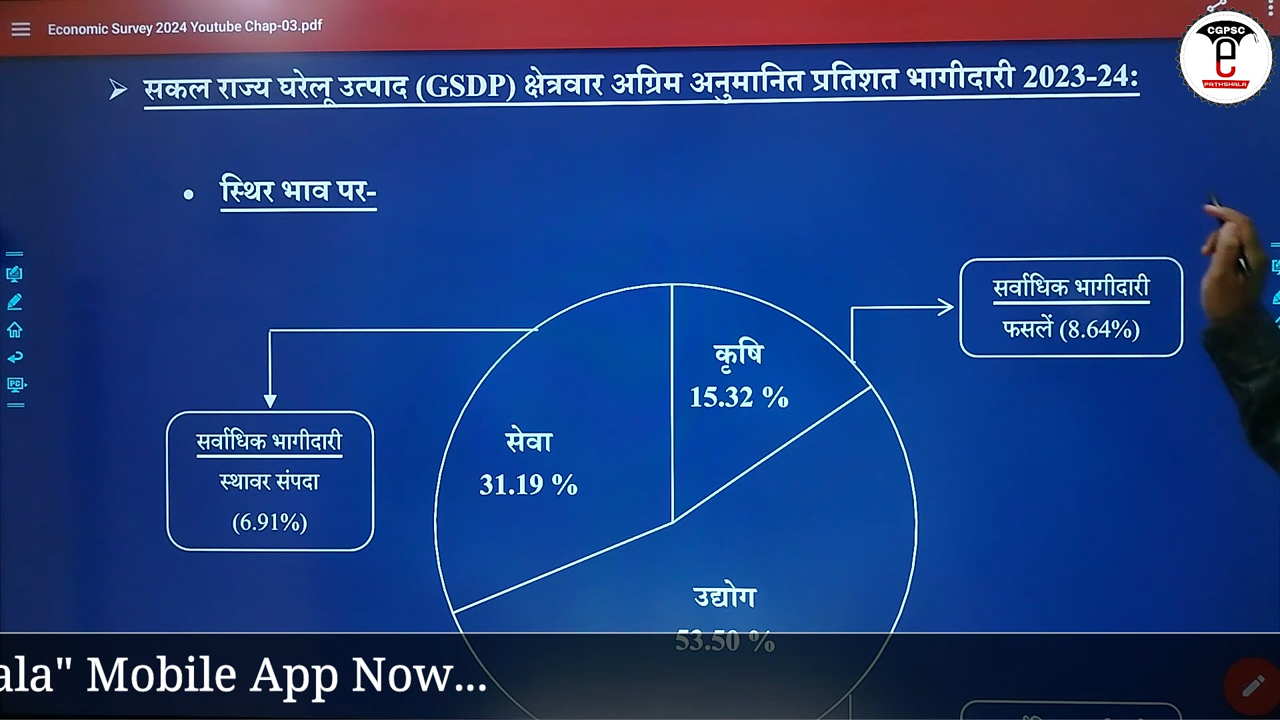 Economic Survey 2024 Youtube Chap-03.pdf
CGPSC
e
PATHSHALA
➢ सकल राज्य घरेलू उत्पाद (GSDP) क्षेत्रवार अग्रिम अनुमानित प्रतिशत भागीदारी 2023-24:
• स्थिर भाव पर-
सर्वाधिक भागीदारी
फसलें (8.64%)
कृषि
15.32 %
सर्वाधिक भागीदारी
स्थावर संपदा
(6.91%)
सेवा
31.19 %
उद्योग
53.50 %
ala" Mobile App Now...